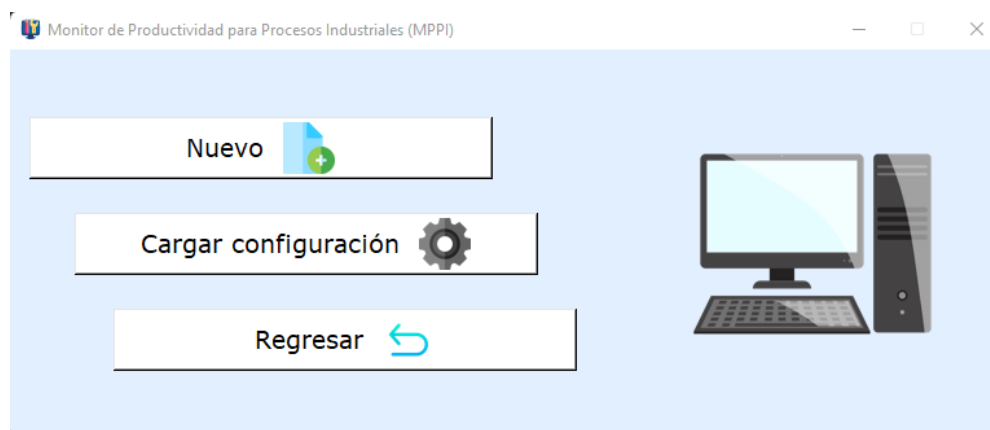 Monitor de Productividad para Procesos Industriales (MPPI)
Nuevo
Cargar configuración
Regresar